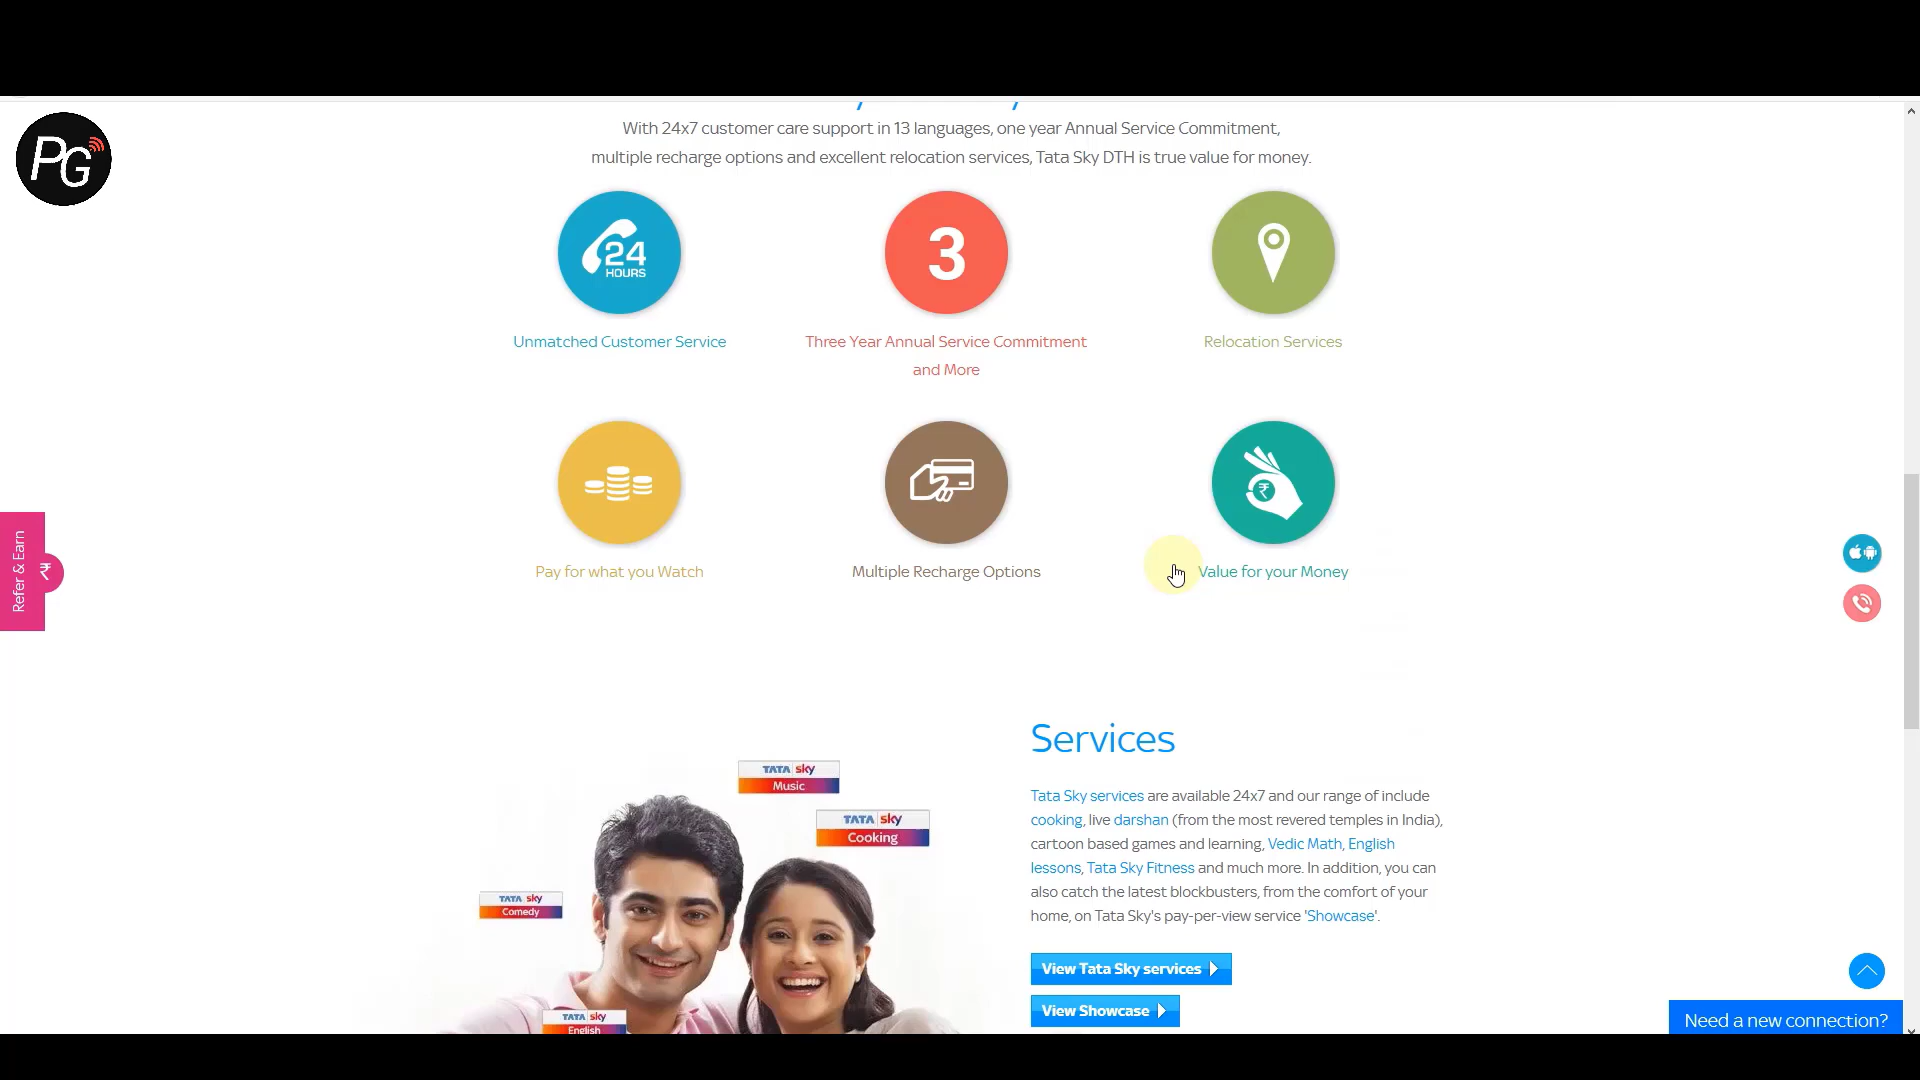 PG
With 24x7 customer care support in 13 languages, one year Annual Service Commitment,
multiple recharge options and excellent relocation services, Tata Sky DTH is true value for money.
24
HOURS
3
Unmatched Customer Service
Three Year Annual Service Commitment
and More
Relocation Services
₹
Pay for what you Watch
Multiple Recharge Options
Value for your Money
Refer & Earn
₹
Services
Tata Sky services are available 24x7 and our range of include
cooking, live darshan (from the most revered temples in India),
cartoon based games and learning, Vedic Math, English
lessons, Tata Sky Fitness and much more. In addition, you can
also catch the latest blockbusters, from the comfort of your
home, on Tata Sky's pay-per-view service 'Showcase'.
View Tata Sky services
View Showcase
TATA sky
Music
TATA sky
Cooking
TATA sky
Comedy
TATA sky
English
Need a new connection?